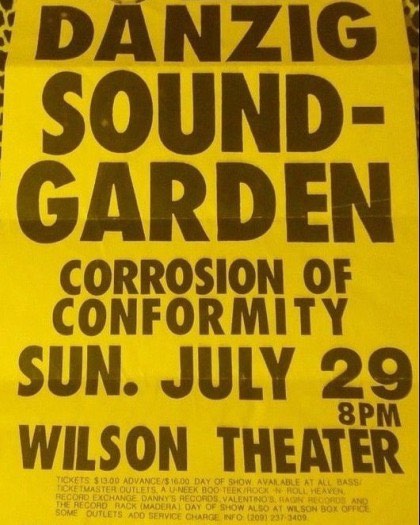 DANZIG
SOUND-
GARDEN
CORROSION OF
CONFORMITY
SUN. JULY 29
8PM
WILSON THEATER
TICKETS $13.00 ADVANCE/$16.00 DAY OF SHOW. AVAILABLE AT ALL BASS/
TICKETMASTER OUTLETS, A U-NEEK BOO-TEEK/ROCK N ROLL HEAVEN,
RECORD EXCHANGE, DANNY'S RECORDS, VALENTINO'S, RAGIN' RECORDS AND
THE RECORD RACK (MADERA). DAY OF SHOW ALSO AT WILSON BOX OFFICE.
SOME OUTLETS ADD SERVICE CHARGE. INFO: (209) 237-3409